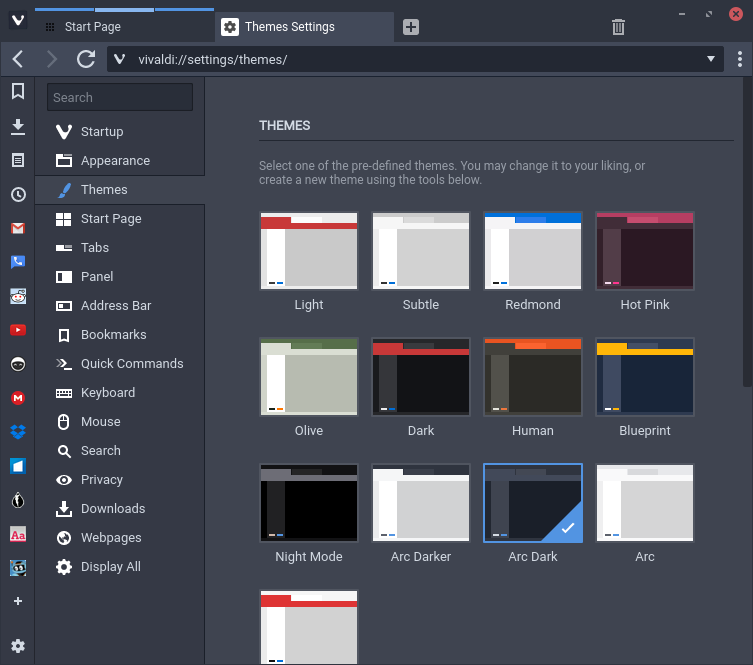 Start Page
Themes Settings
vivaldi://settings/themes/
Search
Startup
Appearance
Themes
Start Page
Tabs
Panel
Address Bar
Bookmarks
Quick Commands
Keyboard
Mouse
Search
Privacy
Downloads
Webpages
Display All
Aa
THEMES
Select one of the pre-defined themes. You may change it to your liking, or
create a new theme using the tools below.
Light
Subtle
Redmond
Hot Pink
Olive
Dark
Human
Blueprint
Night Mode
Arc Darker
Arc Dark
Arc